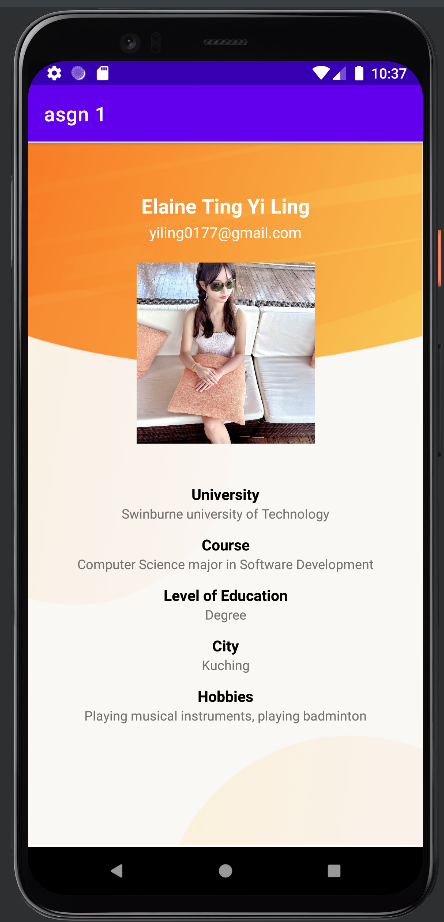 10:37
asgn 1
Elaine Ting Yi Ling
yiling0177@gmail.com
University
Swinburne university of Technology
Course
Computer Science major in Software Development
Level of Education
Degree
City
Kuching
Hobbies
Playing musical instruments, playing badminton